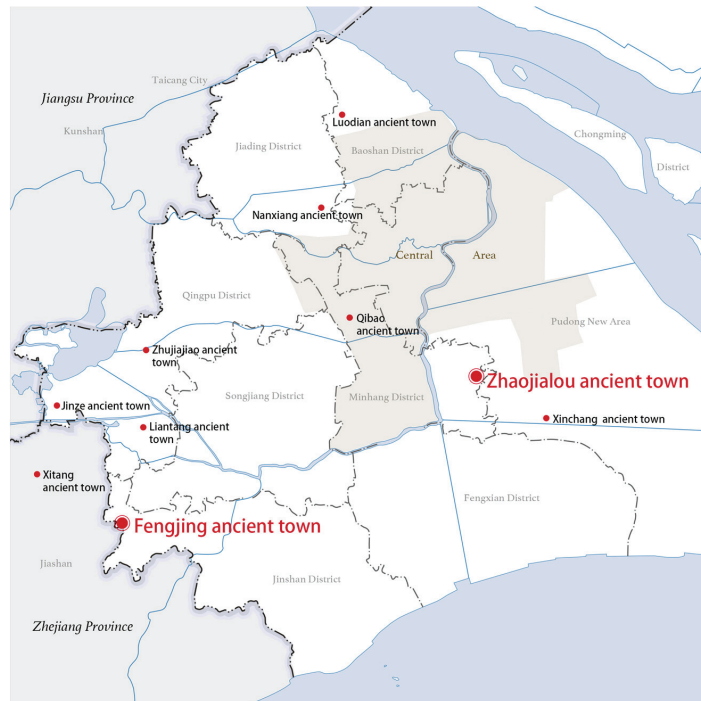 Taicang City
Jiangsu Province
Kunshan
Luodian ancient town
Chongming
District
Jiading District
Baoshan District
Nanxiang ancient town
Central Area
Qingpu District
Qibao
ancient town
Pudong New Area
Zhujiajiao ancient
town
Zhaojialou ancient town
Songjiang District
Minhang District
Jinze ancient town
Xinchang ancient town
Liantang ancient
town
Xitang
ancient town
Fengxian District
Fengjing ancient town
Jiashan
Jinshan District
Zhejiang Province